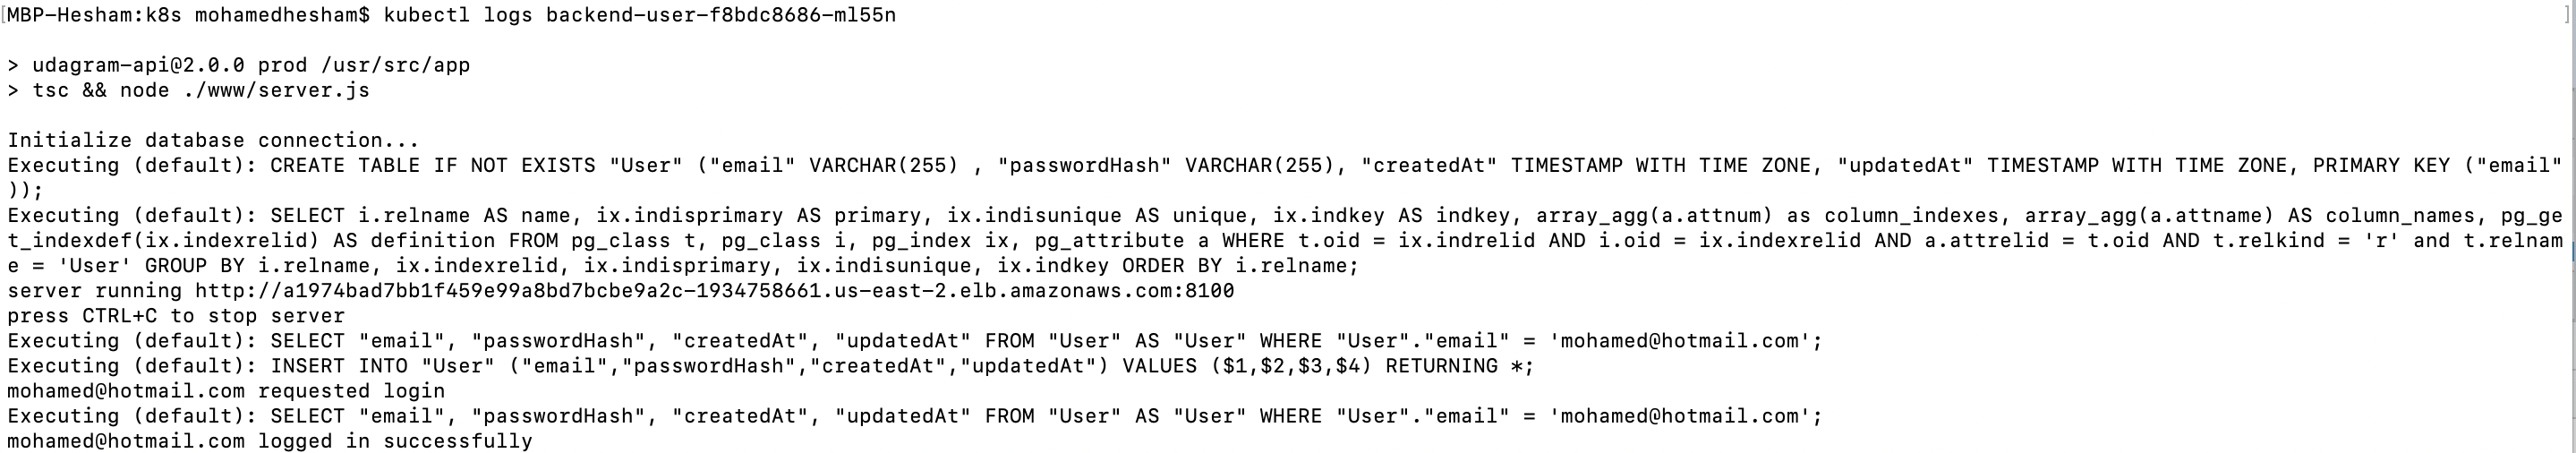 [MBP-Hesham:k8s mohamedhesham$ kubectl logs backend-user-f8bdc8686-ml55n ]
> udagram-api@2.0.0 prod /usr/src/app
> tsc && node ./www/server.js
Initialize database connection...
Executing (default): CREATE TABLE IF NOT EXISTS "User" ("email" VARCHAR(255) , "passwordHash" VARCHAR(255), "createdAt" TIMESTAMP WITH TIME ZONE, "updatedAt" TIMESTAMP WITH TIME ZONE, PRIMARY KEY ("email"
));
Executing (default): SELECT i.relname AS name, ix.indisprimary AS primary, ix.indisunique AS unique, ix.indkey AS indkey, array_agg(a.attnum) as column_indexes, array_agg(a.attname) AS column_names, pg_ge
t_indexdef(ix.indexrelid) AS definition FROM pg_class t, pg_class i, pg_index ix, pg_attribute a WHERE t.oid = ix.indrelid AND i.oid = ix.indexrelid AND a.attrelid = t.oid AND t.relkind = 'r' and t.relnam
e = 'User' GROUP BY i.relname, ix.indexrelid, ix.indisprimary, ix.indisunique, ix.indkey ORDER BY i.relname;
server running http://a1974bad7bb1f459e99a8bd7bcbe9a2c-1934758661.us-east-2.elb.amazonaws.com:8100
press CTRL+C to stop server
Executing (default): SELECT "email", "passwordHash", "createdAt", "updatedAt" FROM "User" AS "User" WHERE "User"."email" = 'mohamed@hotmail.com';
Executing (default): INSERT INTO "User" ("email","passwordHash","createdAt","updatedAt") VALUES ($1,$2,$3,$4) RETURNING *;
mohamed@hotmail.com requested login
Executing (default): SELECT "email", "passwordHash", "createdAt", "updatedAt" FROM "User" AS "User" WHERE "User"."email" = 'mohamed@hotmail.com';
mohamed@hotmail.com logged in successfully